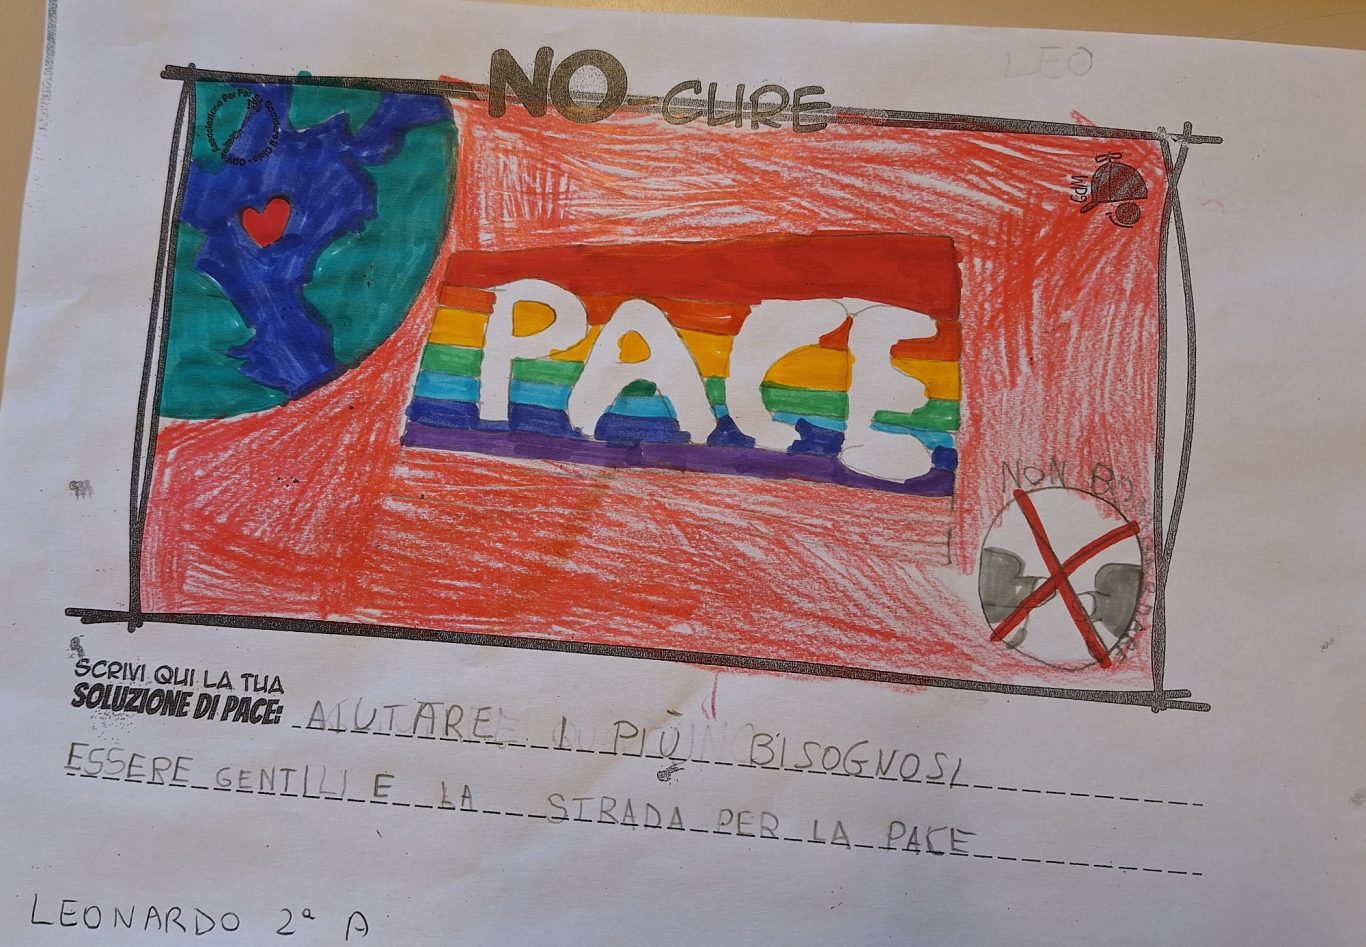 LEO
NO-CURE
PACE
NON B
SCRIVI QUI LA TUA
SOLUZIONE DI PACE: AIUTARE I PIÙ BISOGNOSI
ESSERE GENTILI E LA STRADA PER LA PACE
LEONARDO 2ª A